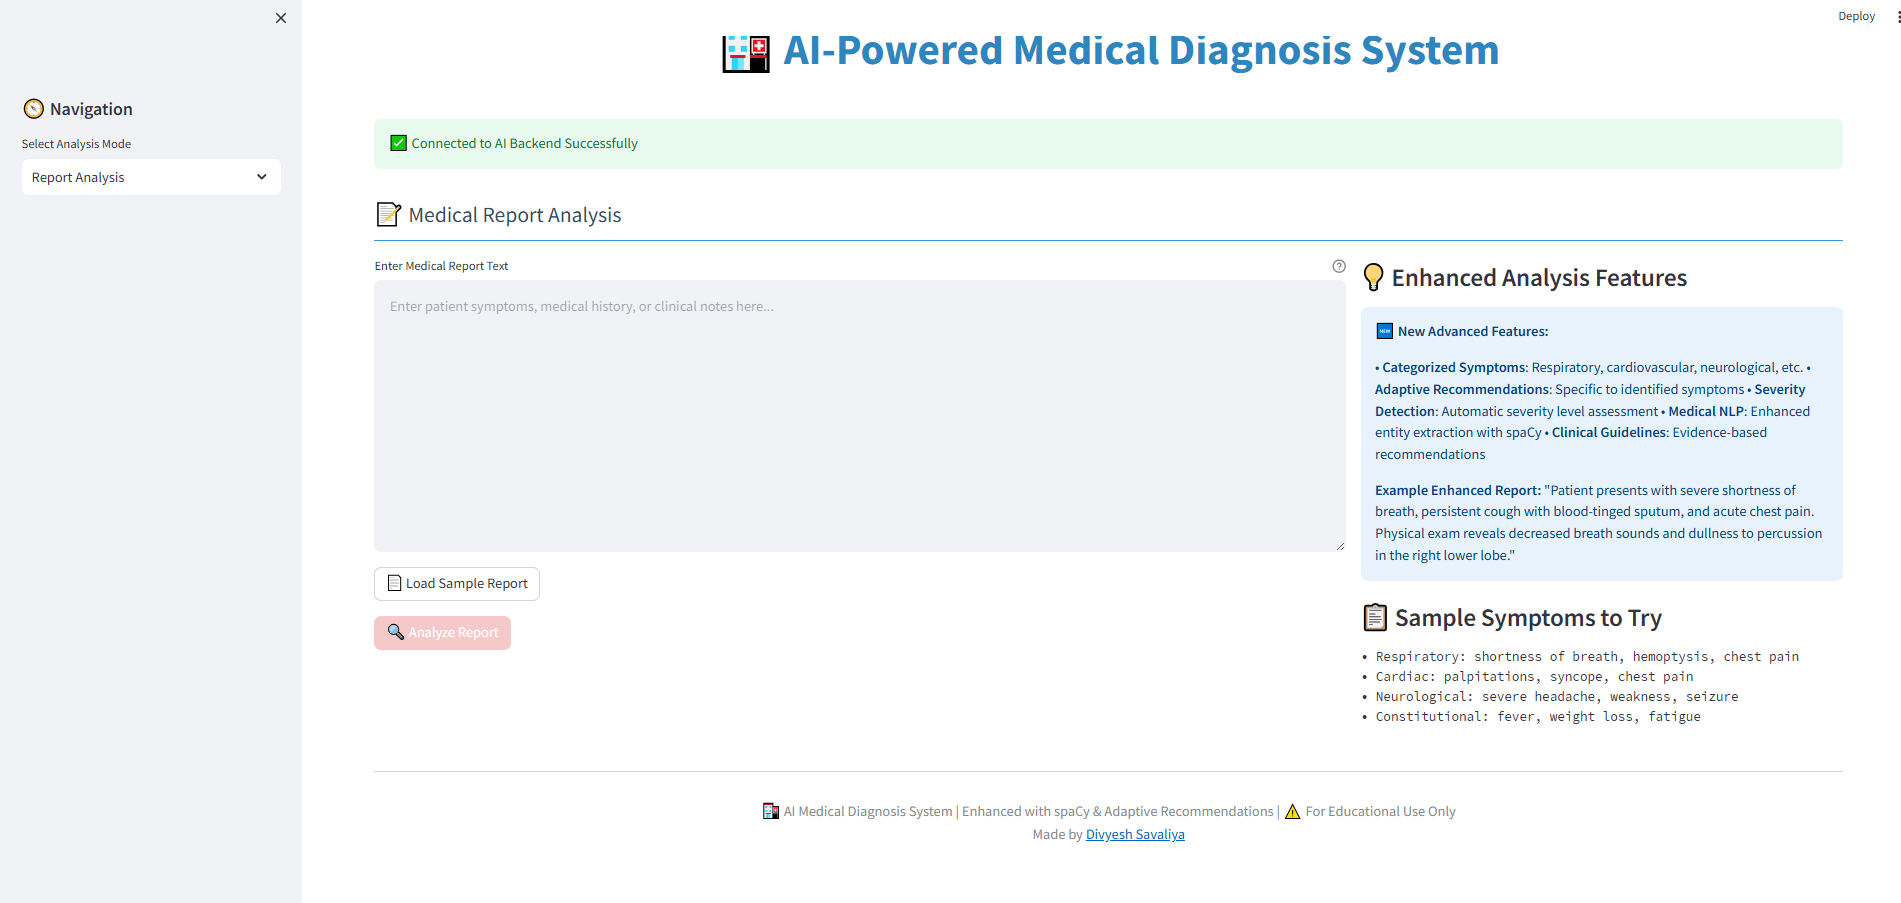 Deploy
AI-Powered Medical Diagnosis System
Navigation
Select Analysis Mode
Report Analysis
Connected to AI Backend Successfully
Medical Report Analysis
Enter Medical Report Text
Enter patient symptoms, medical history, or clinical notes here...
Load Sample Report
Analyze Report
Enhanced Analysis Features
NEW New Advanced Features:
• Categorized Symptoms: Respiratory, cardiovascular, neurological, etc. •
Adaptive Recommendations: Specific to identified symptoms • Severity
Detection: Automatic severity level assessment • Medical NLP: Enhanced
entity extraction with spaCy • Clinical Guidelines: Evidence-based
recommendations
Example Enhanced Report: "Patient presents with severe shortness of
breath, persistent cough with blood-tinged sputum, and acute chest pain.
Physical exam reveals decreased breath sounds and dullness to percussion
in the right lower lobe."
Sample Symptoms to Try
• Respiratory: shortness of breath, hemoptysis, chest pain
• Cardiac: palpitations, syncope, chest pain
• Neurological: severe headache, weakness, seizure
• Constitutional: fever, weight loss, fatigue
AI Medical Diagnosis System | Enhanced with spaCy & Adaptive Recommendations | For Educational Use Only
Made by Divyesh Savaliya